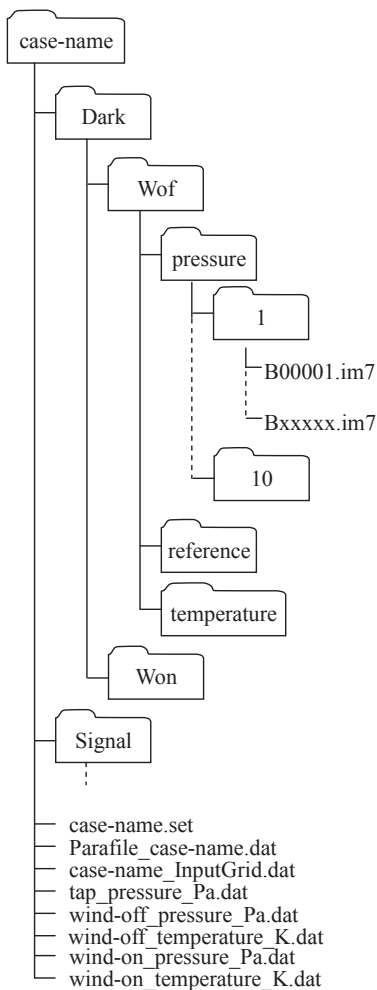 case-name
Dark
Wof
pressure
1
B00001.im7
Bxxxxx.im7
10
reference
temperature
Won
Signal
case-name.set
Parafile_case-name.dat
case-name_InputGrid.dat
tap_pressure_Pa.dat
wind-off_pressure_Pa.dat
wind-off_temperature_K.dat
wind-on_pressure_Pa.dat
wind-on_temperature_K.dat